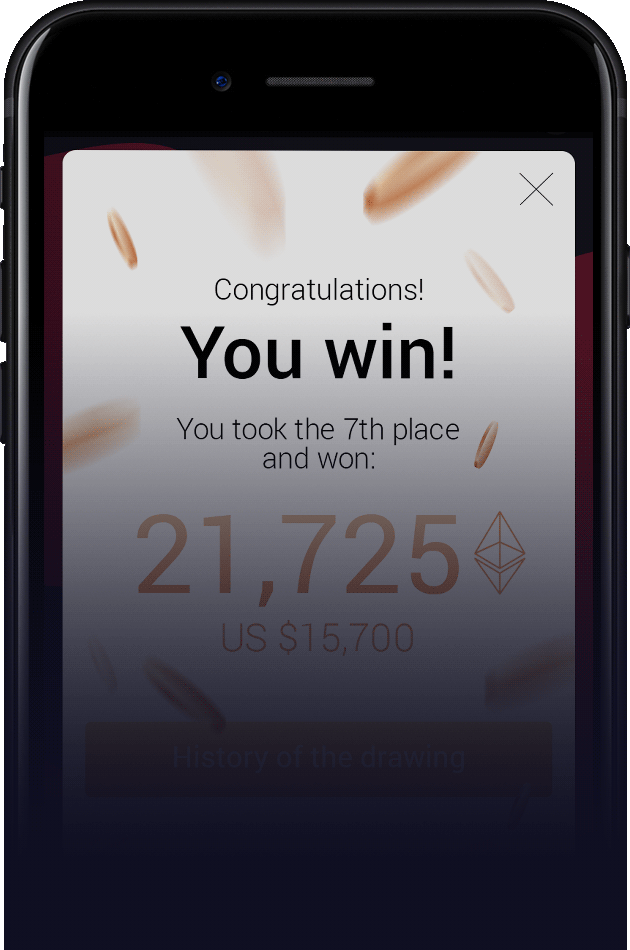 Congratulations!
You win!
You took the 7th place
and won:
21,725
US $15,700
History of the drawing